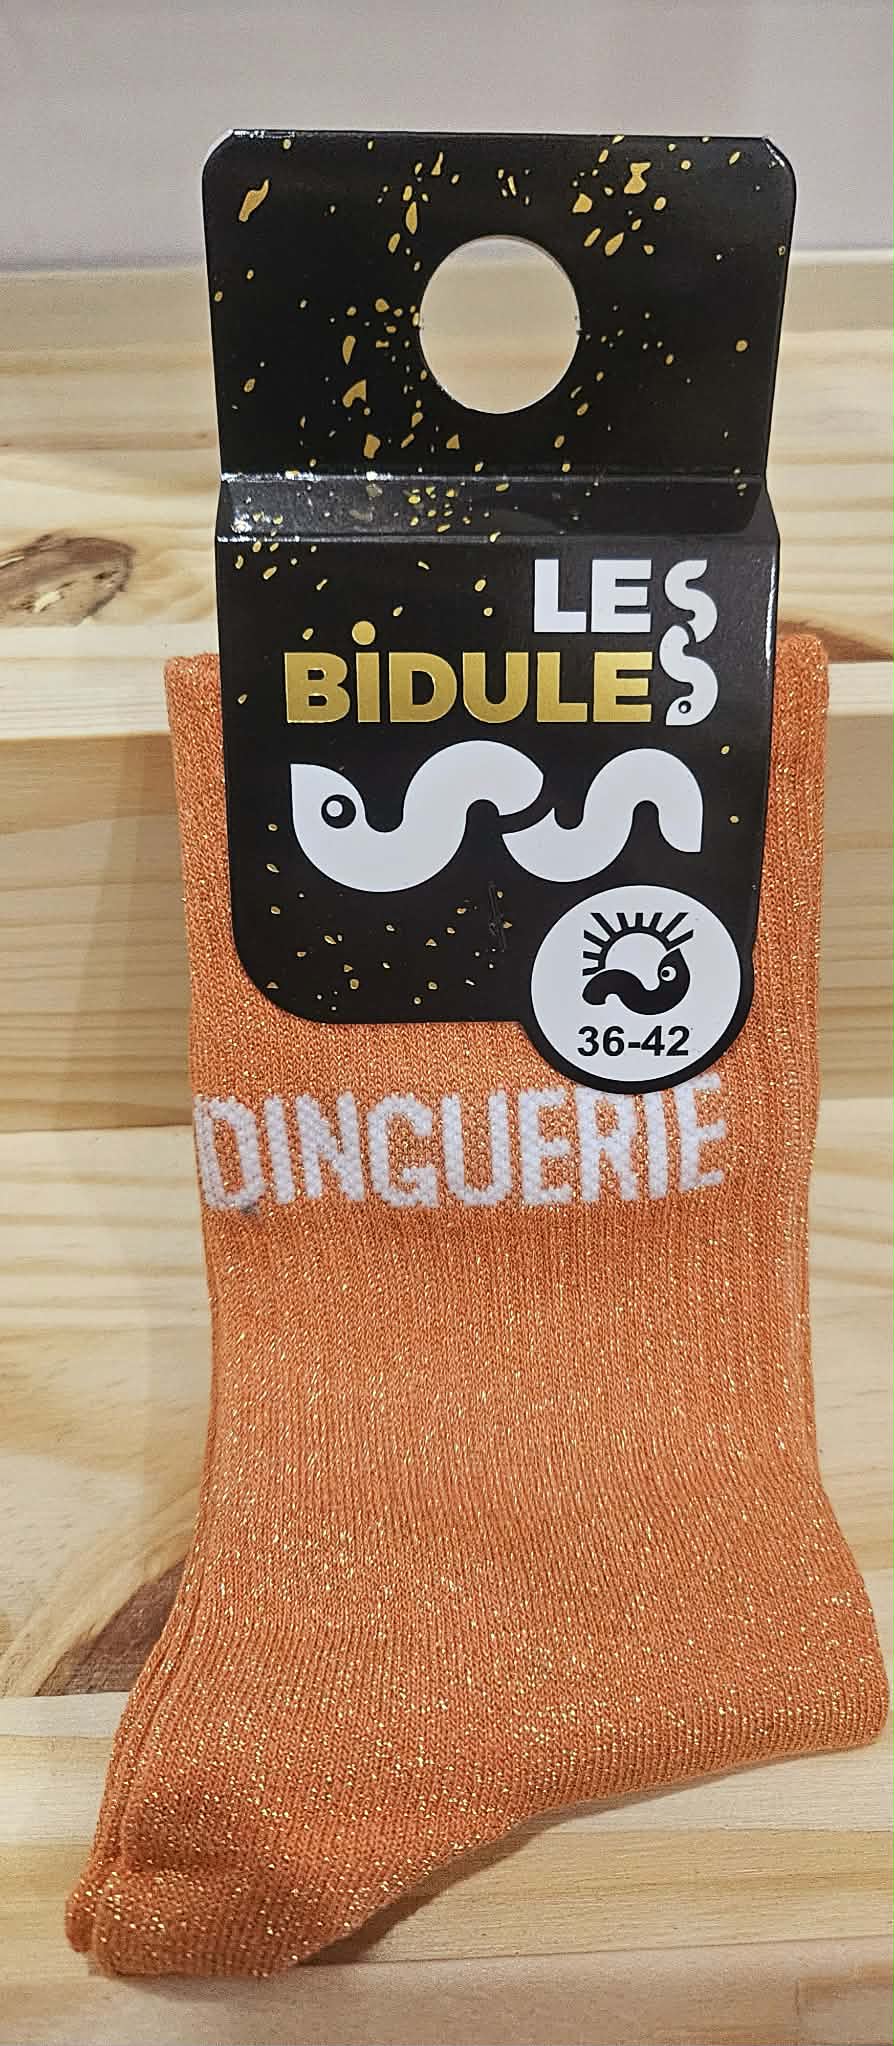 LES
BiDULES
36-42
DINGUERIE